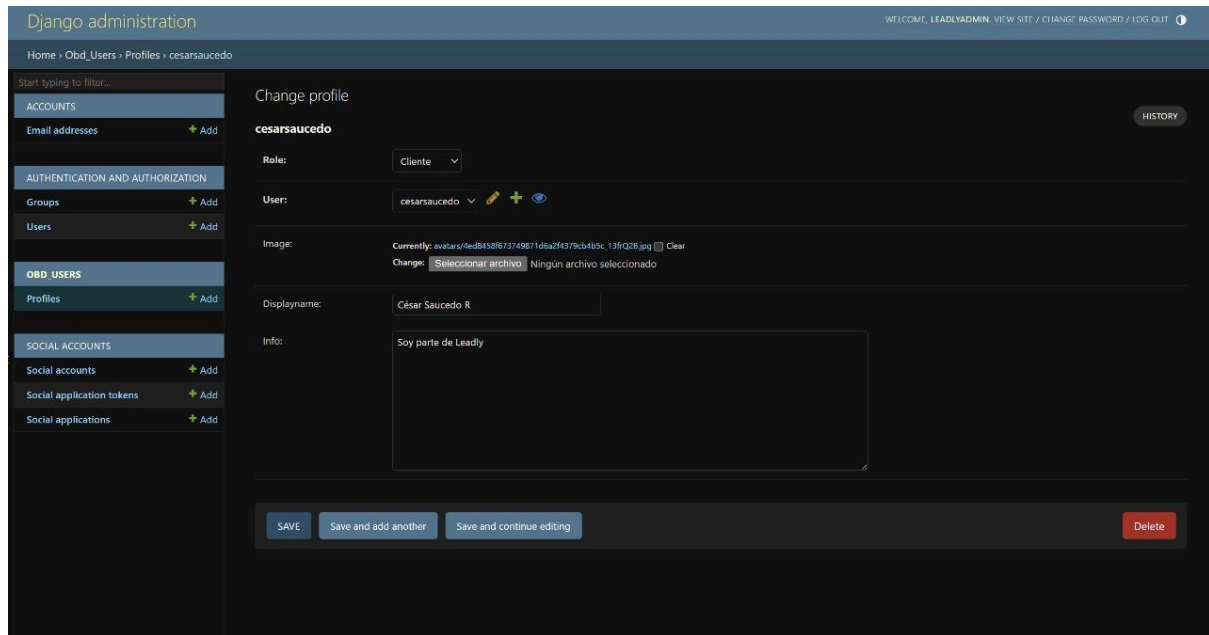 Django administration
WELCOME, LEADLYADMIN. VIEW SITE / CHANGE PASSWORD / LOG OUT
Home › Obd_Users › Profiles › cesarsaucedo
Start typing to filter...
ACCOUNTS
Email addresses + Add
AUTHENTICATION AND AUTHORIZATION
Groups + Add
Users + Add
OBD_USERS
Profiles + Add
SOCIAL ACCOUNTS
Social accounts + Add
Social application tokens + Add
Social applications + Add
Change profile
HISTORY
cesarsaucedo
Role: Cliente
User: cesarsaucedo
Image: Currently: avatars/4ed8458f673749871d6a2f4379cb4b5c_13frQ2B.jpg Clear
Change: Seleccionar archivo Ningún archivo seleccionado
Displayname: César Saucedo R
Info: Soy parte de Leadly
SAVE Save and add another Save and continue editing Delete